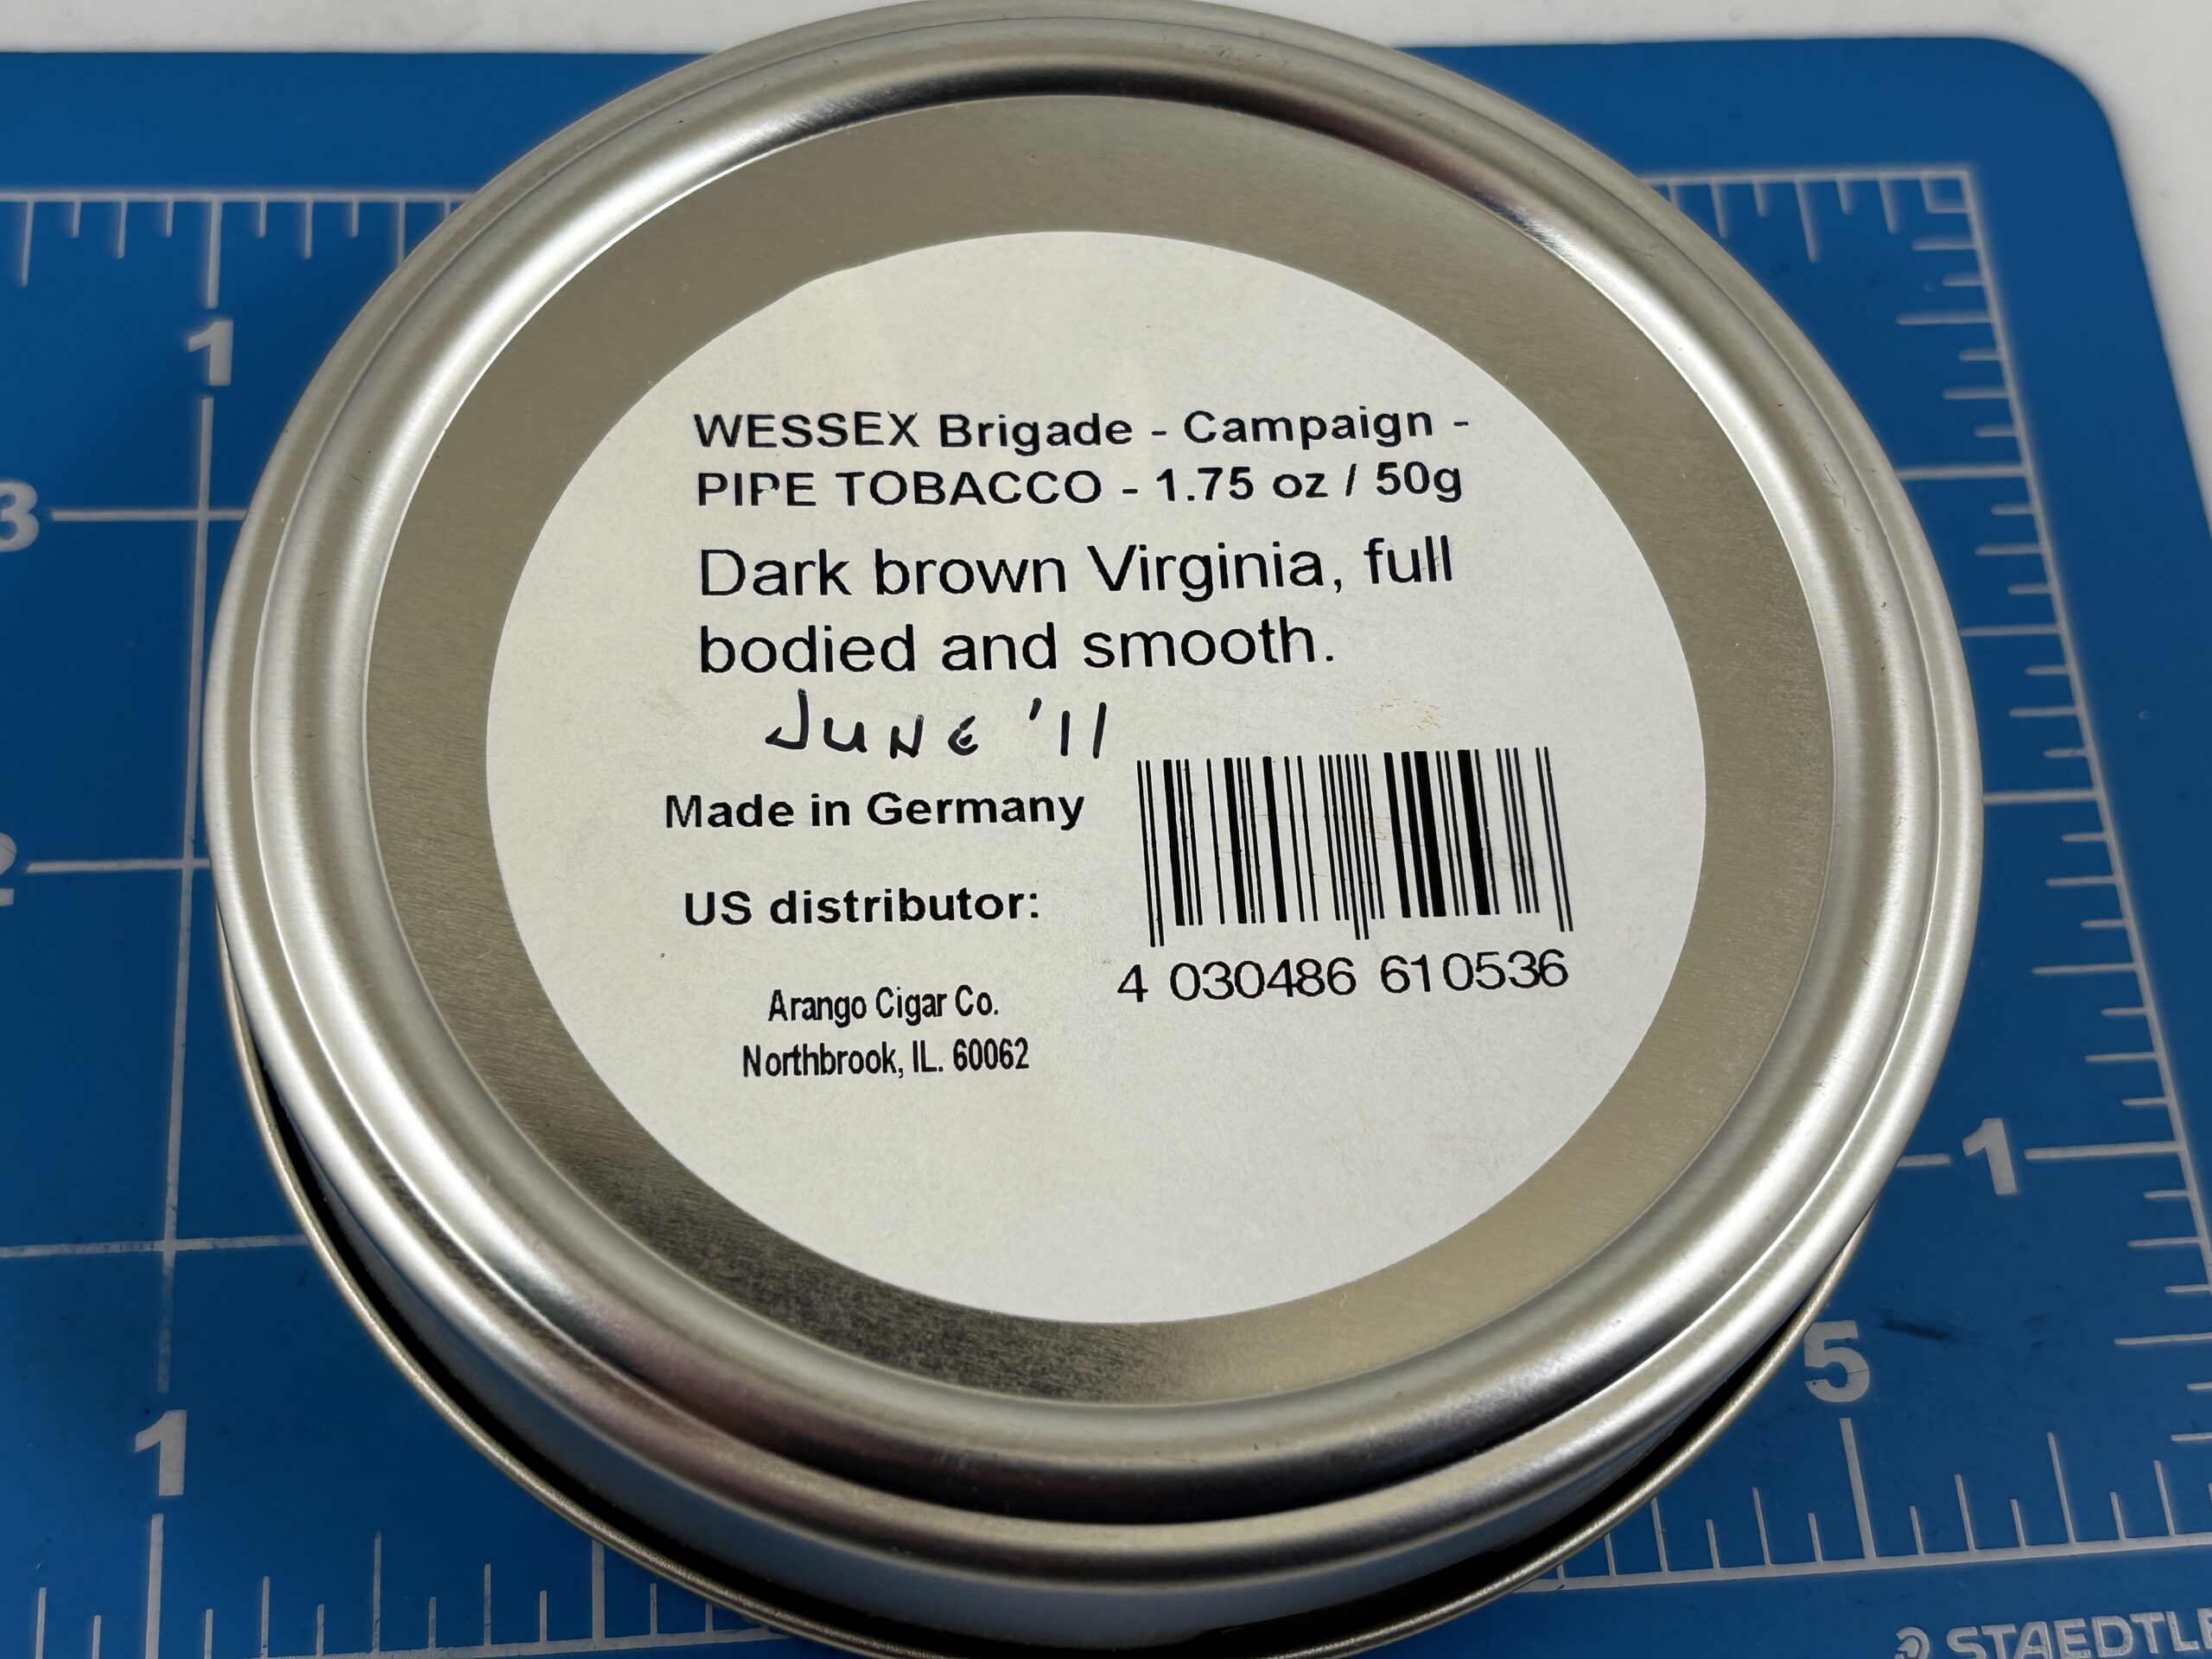 WESSEX Brigade - Campaign -
PIPE TOBACCO - 1.75 oz / 50g
Dark brown Virginia, full
bodied and smooth.
JUNE '11
Made in Germany
US distributor:
Arango Cigar Co.
Northbrook, IL. 60062
4 030486 610536
1
3
2
1
1
5